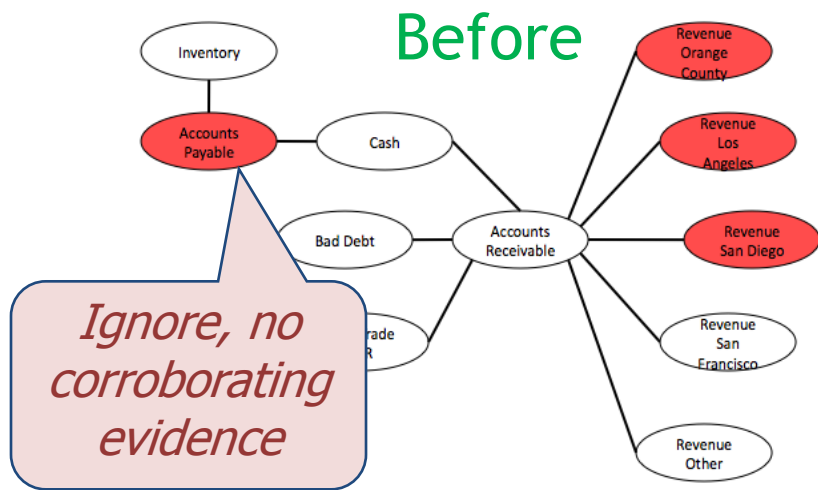 Before
Inventory
Accounts
Payable
Cash
Bad Debt
Accounts
Receivable
Revenue
Orange
County
Revenue
Los
Angeles
Revenue
San Diego
Revenue
San
Francisco
Revenue
Other
Ignore, no
corroborating
evidence